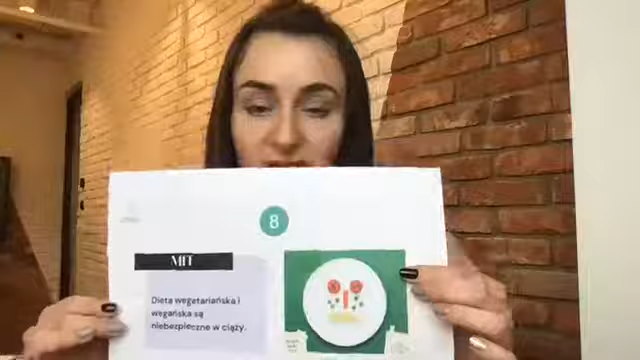 8
MIT
Dieta wegetariańska i
wegańska są
niebezpieczne w ciąży.